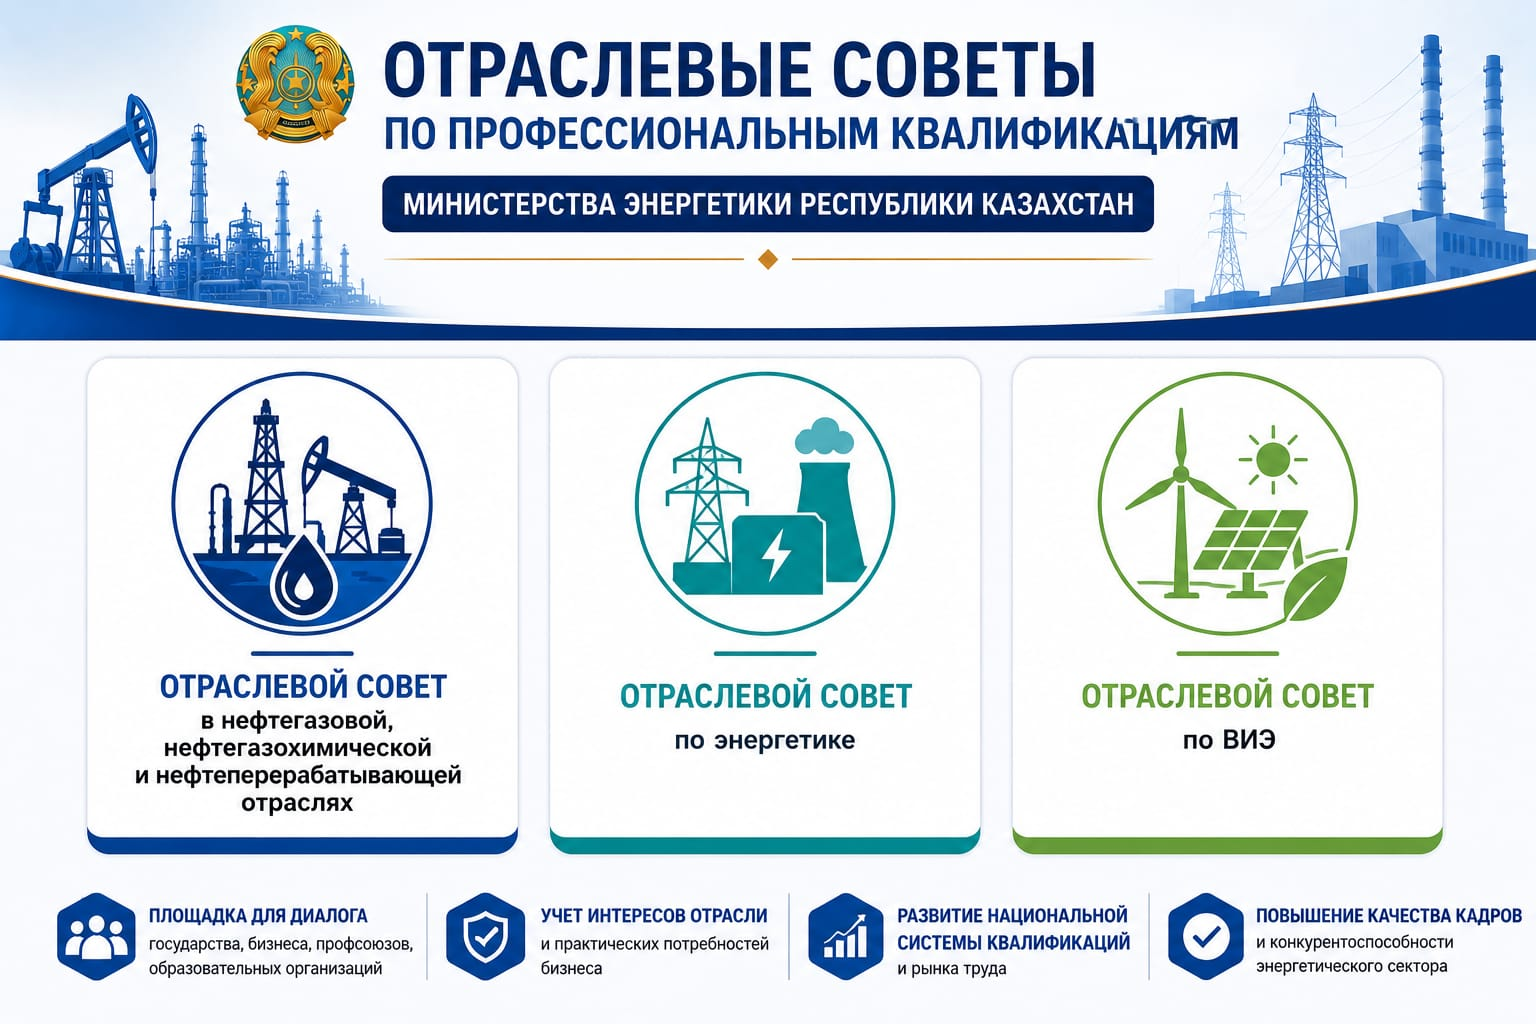 ОТРАСЛЕВЫЕ СОВЕТЫ
ПО ПРОФЕССИОНАЛЬНЫМ КВАЛИФИКАЦИЯМ
МИНИСТЕРСТВА ЭНЕРГЕТИКИ РЕСПУБЛИКИ КАЗАХСТАН
ОТРАСЛЕВОЙ СОВЕТ
в нефтегазовой,
нефтегазохимической
и нефтеперерабатывающей
отраслях
ОТРАСЛЕВОЙ СОВЕТ
по энергетике
ОТРАСЛЕВОЙ СОВЕТ
по ВИЭ
ПЛОЩАДКА ДЛЯ ДИАЛОГА
государства, бизнеса, профсоюзов,
образовательных организаций
УЧЕТ ИНТЕРЕСОВ ОТРАСЛИ
и практических потребностей
бизнеса
РАЗВИТИЕ НАЦИОНАЛЬНОЙ
СИСТЕМЫ КВАЛИФИКАЦИЙ
и рынка труда
ПОВЫШЕНИЕ КАЧЕСТВА КАДРОВ
и конкурентоспособности
энергетического сектора